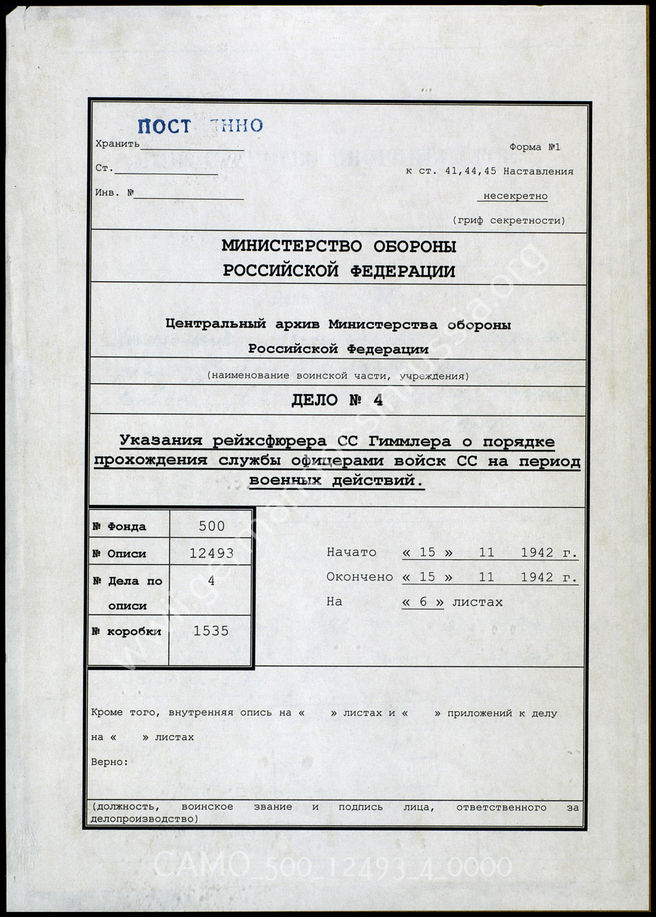 Хранить
Форма №1
Ст.
к ст. 41,44,45 Наставления
Инв. №
несекретно
(гриф секретности)
МИНИСТЕРСТВО ОБОРОНЫ
РОССИЙСКОЙ ФЕДЕРАЦИИ
Центральный архив Министерства обороны
Российской Федерации
(наименование воинской части, учреждения)
ДЕЛО № 4
Указания рейхсфюрера СС Гиммлера о порядке
прохождения службы офицерами войск СС на период
военных действий.
№ Фонда 500
№ Описи 12493
№ Дела по описи 4
№ коробки 1535
Начато « 15 » 11 1942 г.
Окончено « 15 » 11 1942 г.
На « 6 » листах
Кроме того, внутренняя опись на « » листах и « » приложений к делу
на « » листах
Верно:
(должность, воинское звание и подпись лица, ответственного за
делопроизводство)
CAMO_500_12493_4_0000